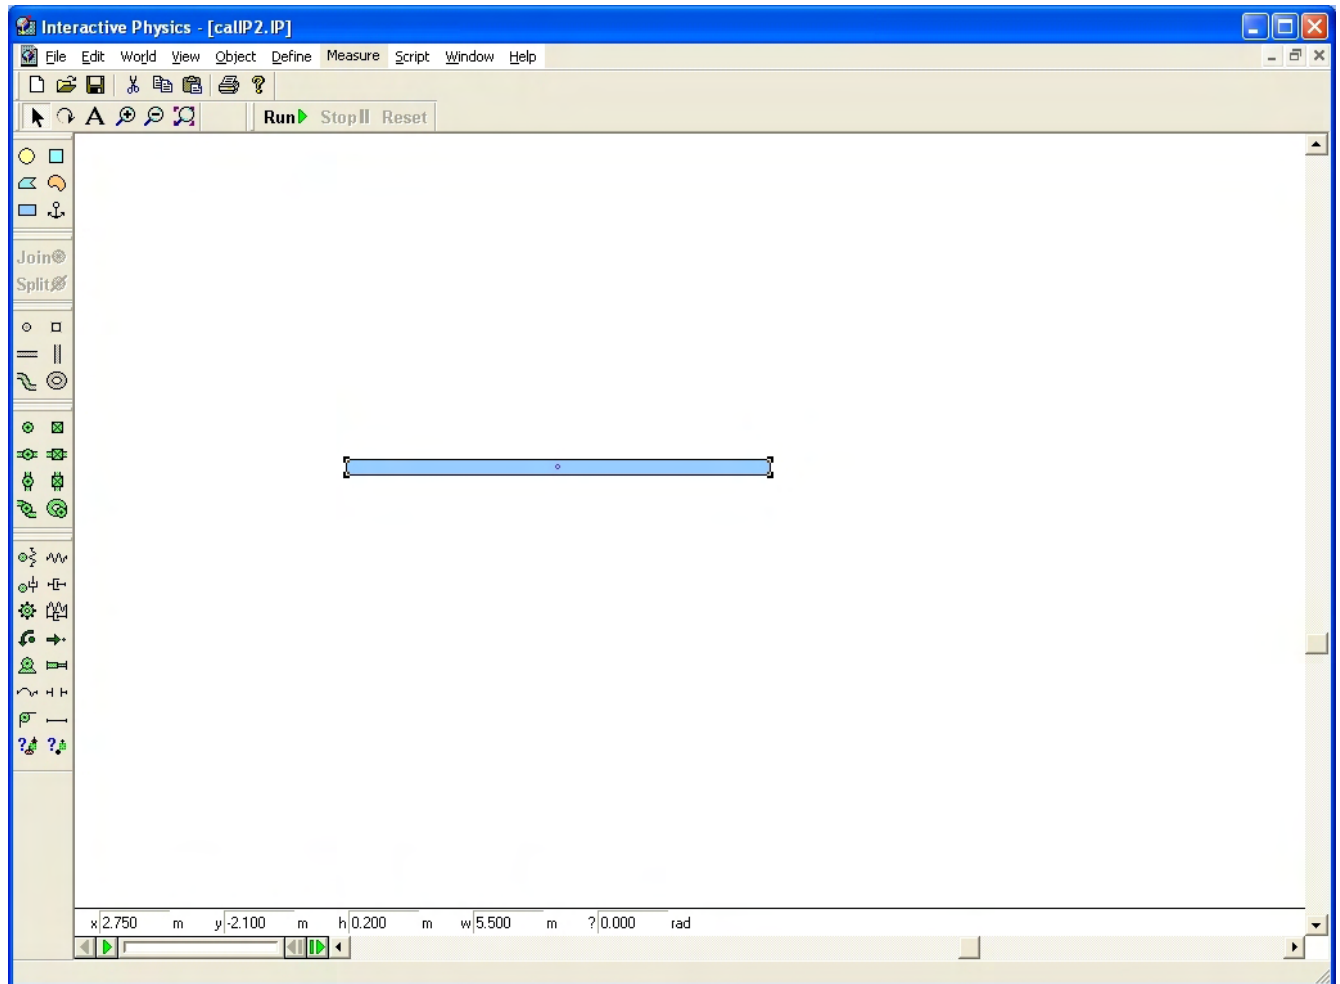 Interactive Physics - [calIP2.IP]
File Edit World View Object Define Measure Script Window Help
A Run Stop Reset
Join
Split
? ?
x 2.750 m y -2.100 m h 0.200 m w 5.500 m ? 0.000 rad